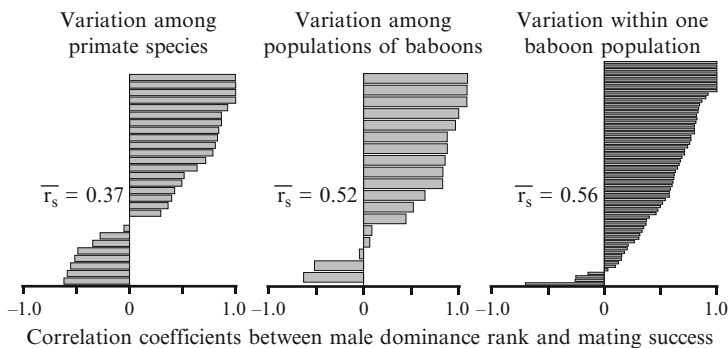 Variation among
primate species
Variation among
populations of baboons
Variation within one
baboon population
r̅s̅ = 0.37
r̅s̅ = 0.52
r̅s̅ = 0.56
−1.0 0 1.0 −1.0 0 1.0 −1.0 0 1.0
Correlation coefficients between male dominance rank and mating success